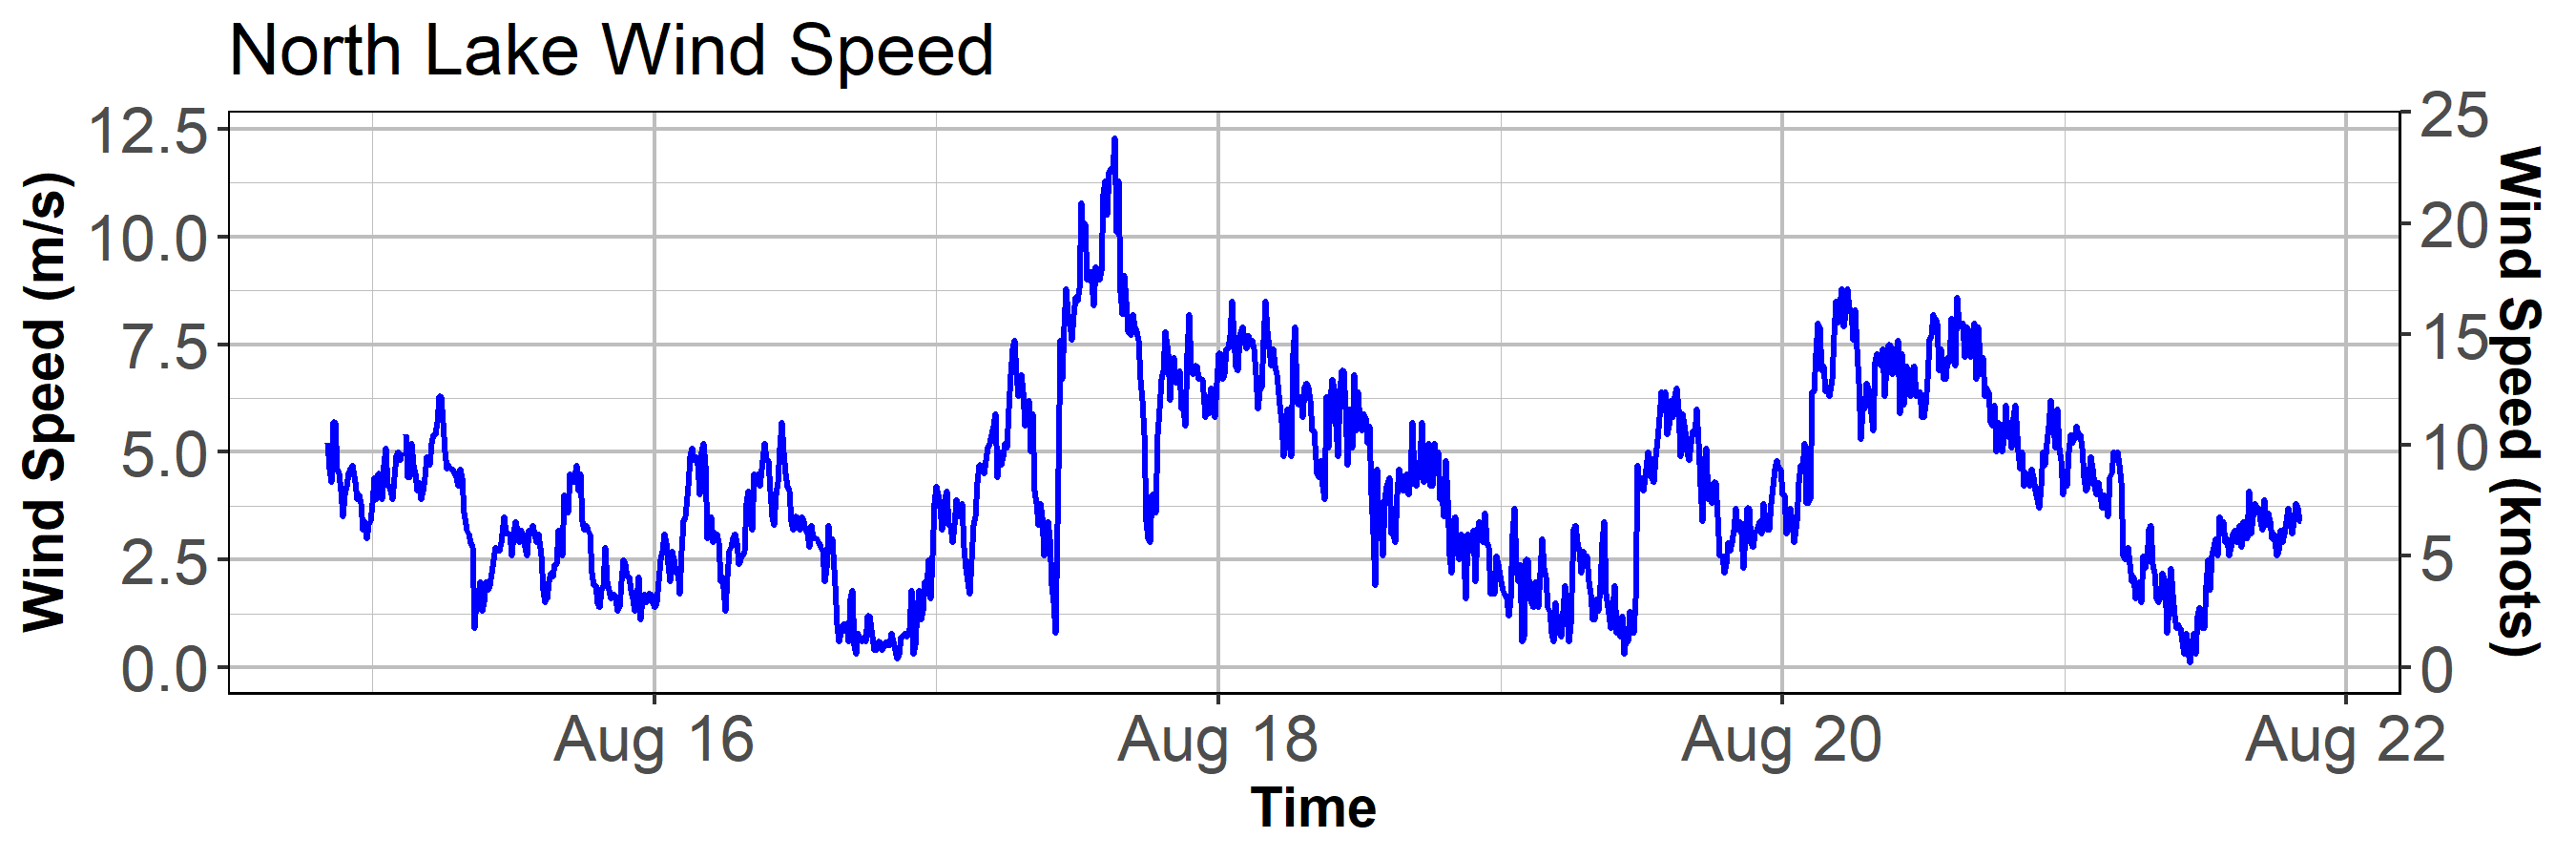 North Lake Wind Speed
Wind Speed (m/s)
12.5
10.0
7.5
5.0
2.5
0.0
25
20
15
10
5
0
Wind Speed (knots)
Aug 16
Aug 18
Aug 20
Aug 22
Time